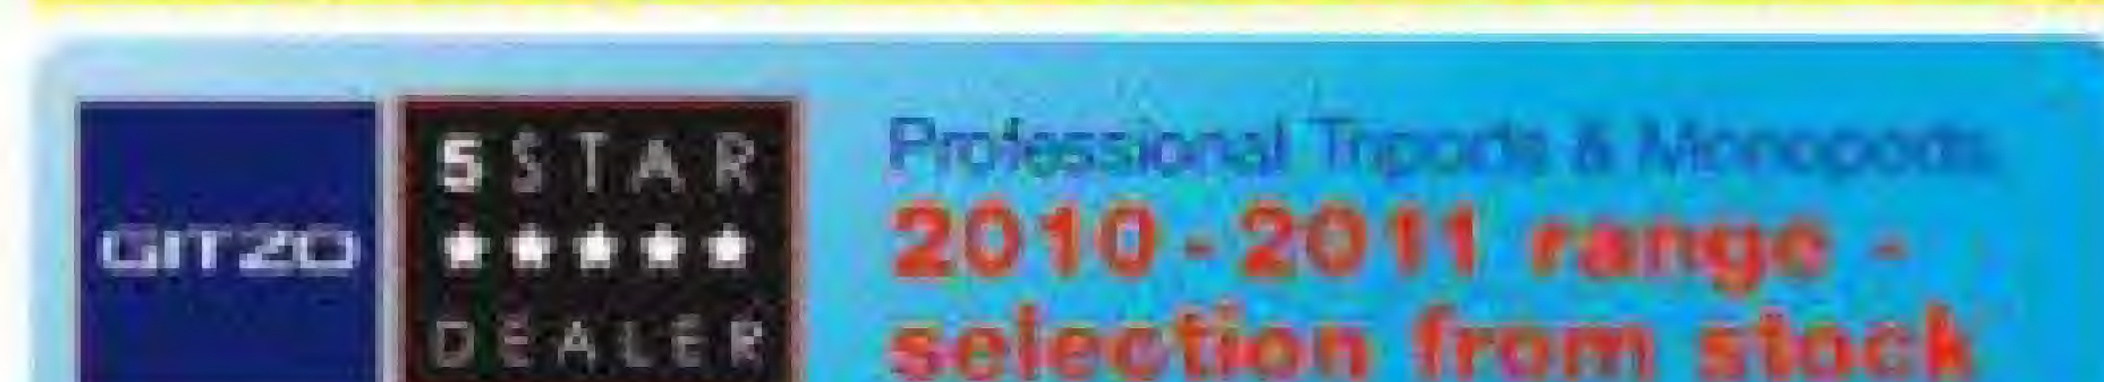 GITZO
5 STAR
★★★★★
DEALER
Professional Tripods & Monopods
2010-2011 range -
selection from stock